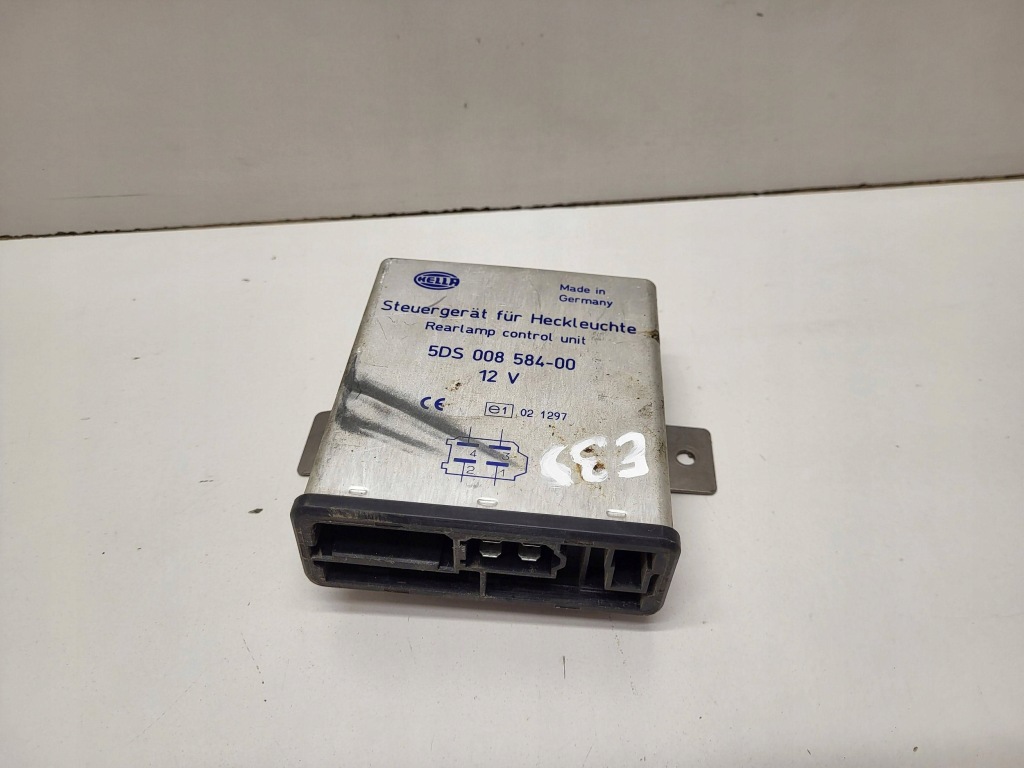 HELLA
Made in
Germany
Steuergerät für Heckleuchte
Rearlamp control unit
5DS 008 584-00
12 V
CE e1 02 1297
4 3
2 1